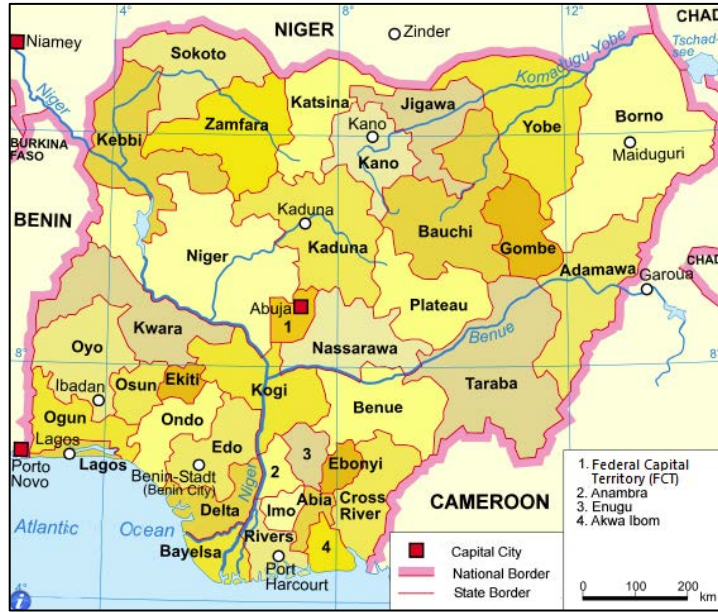 4°
8°
12°
NIGER
CHAD
Niamey
Zinder
Tschad-
see
Sokoto
Komadugu Yobe
Katsina
Jigawa
Niger
Kano
Yobe
Borno
Zamfara
Kebbi
Kano
Maiduguri
BURKINA
FASO
BENIN
Kaduna
Bauchi
Niger
Kaduna
Gombe
Adamawa
CHAD
Garoua
Abuja
1
Plateau
Kwara
Benue
Nassarawa
8°
8°
Oyo
Taraba
Ibadan
Osun
Ekiti
Kogi
Benue
Ogun
Ondo
Lagos
Lagos
Edo
3
Ebonyi
Porto
Novo
Benin-Stadt
(Benin City)
Niger
2
Abia
Cross
River
CAMEROON
Delta
Imo
Atlantic Ocean
Bayelsa
Rivers
4
Port
Harcourt
4°
i
1. Federal Capital
Territory (FCT)
2. Anambra
3. Enugu
4. Akwa Ibom
Capital City
National Border
State Border
0 100 200
km